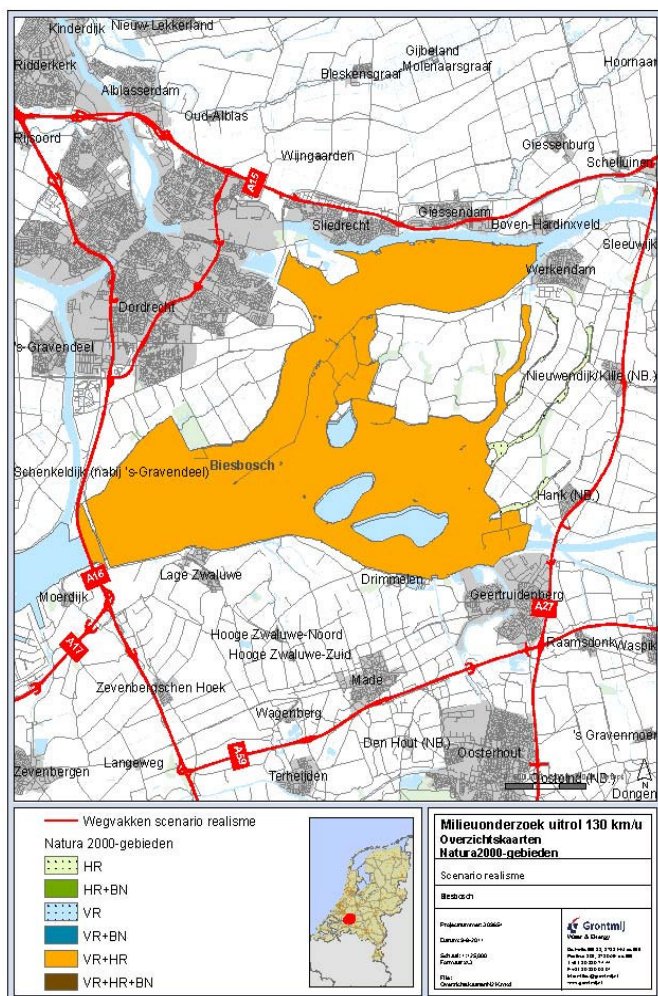 Kinderdijk
Nieuw-Lekkerland
Ridderkerk
Alblasserdam
Gijbeland
Molenaarsgraaf
Bleskensgraaf
Hoornaar
Oud-Alblas
Rijsoord
Wijngaarden
Giessenburg
Schelluinen
A15
Sliedrecht
Giessendam
Boven-Hardinxveld
Sleeuwijk
Werkendam
Dordrecht
's-Gravendeel
Nieuwendijk/Kille (NB.)
Schenkeldijk (nabij 's-Gravendeel)
Biesbosch
Hank (NB.)
A16
Moerdijk
Lage Zwaluwe
Drimmelen
Geertruidenberg
A27
A17
Hooge Zwaluwe-Noord
Hooge Zwaluwe-Zuid
Raamsdonk
Waspik
Zevenbergschen Hoek
Made
Wagenberg
A59
Den Hout (NB.)
's Gravenmoer
Langeweg
Zevenbergen
Terheijden
Oosterhout
Oosteind (NB.)
Dongen
N
Wegvakken scenario realisme
Natura 2000-gebieden
HR
HR+BN
VR
VR+BN
VR+HR
VR+HR+BN
Milieuonderzoek uitrol 130 km/u
Overzichtskaarten
Natura2000-gebieden
Scenario realisme
Biesbosch
Grontmij